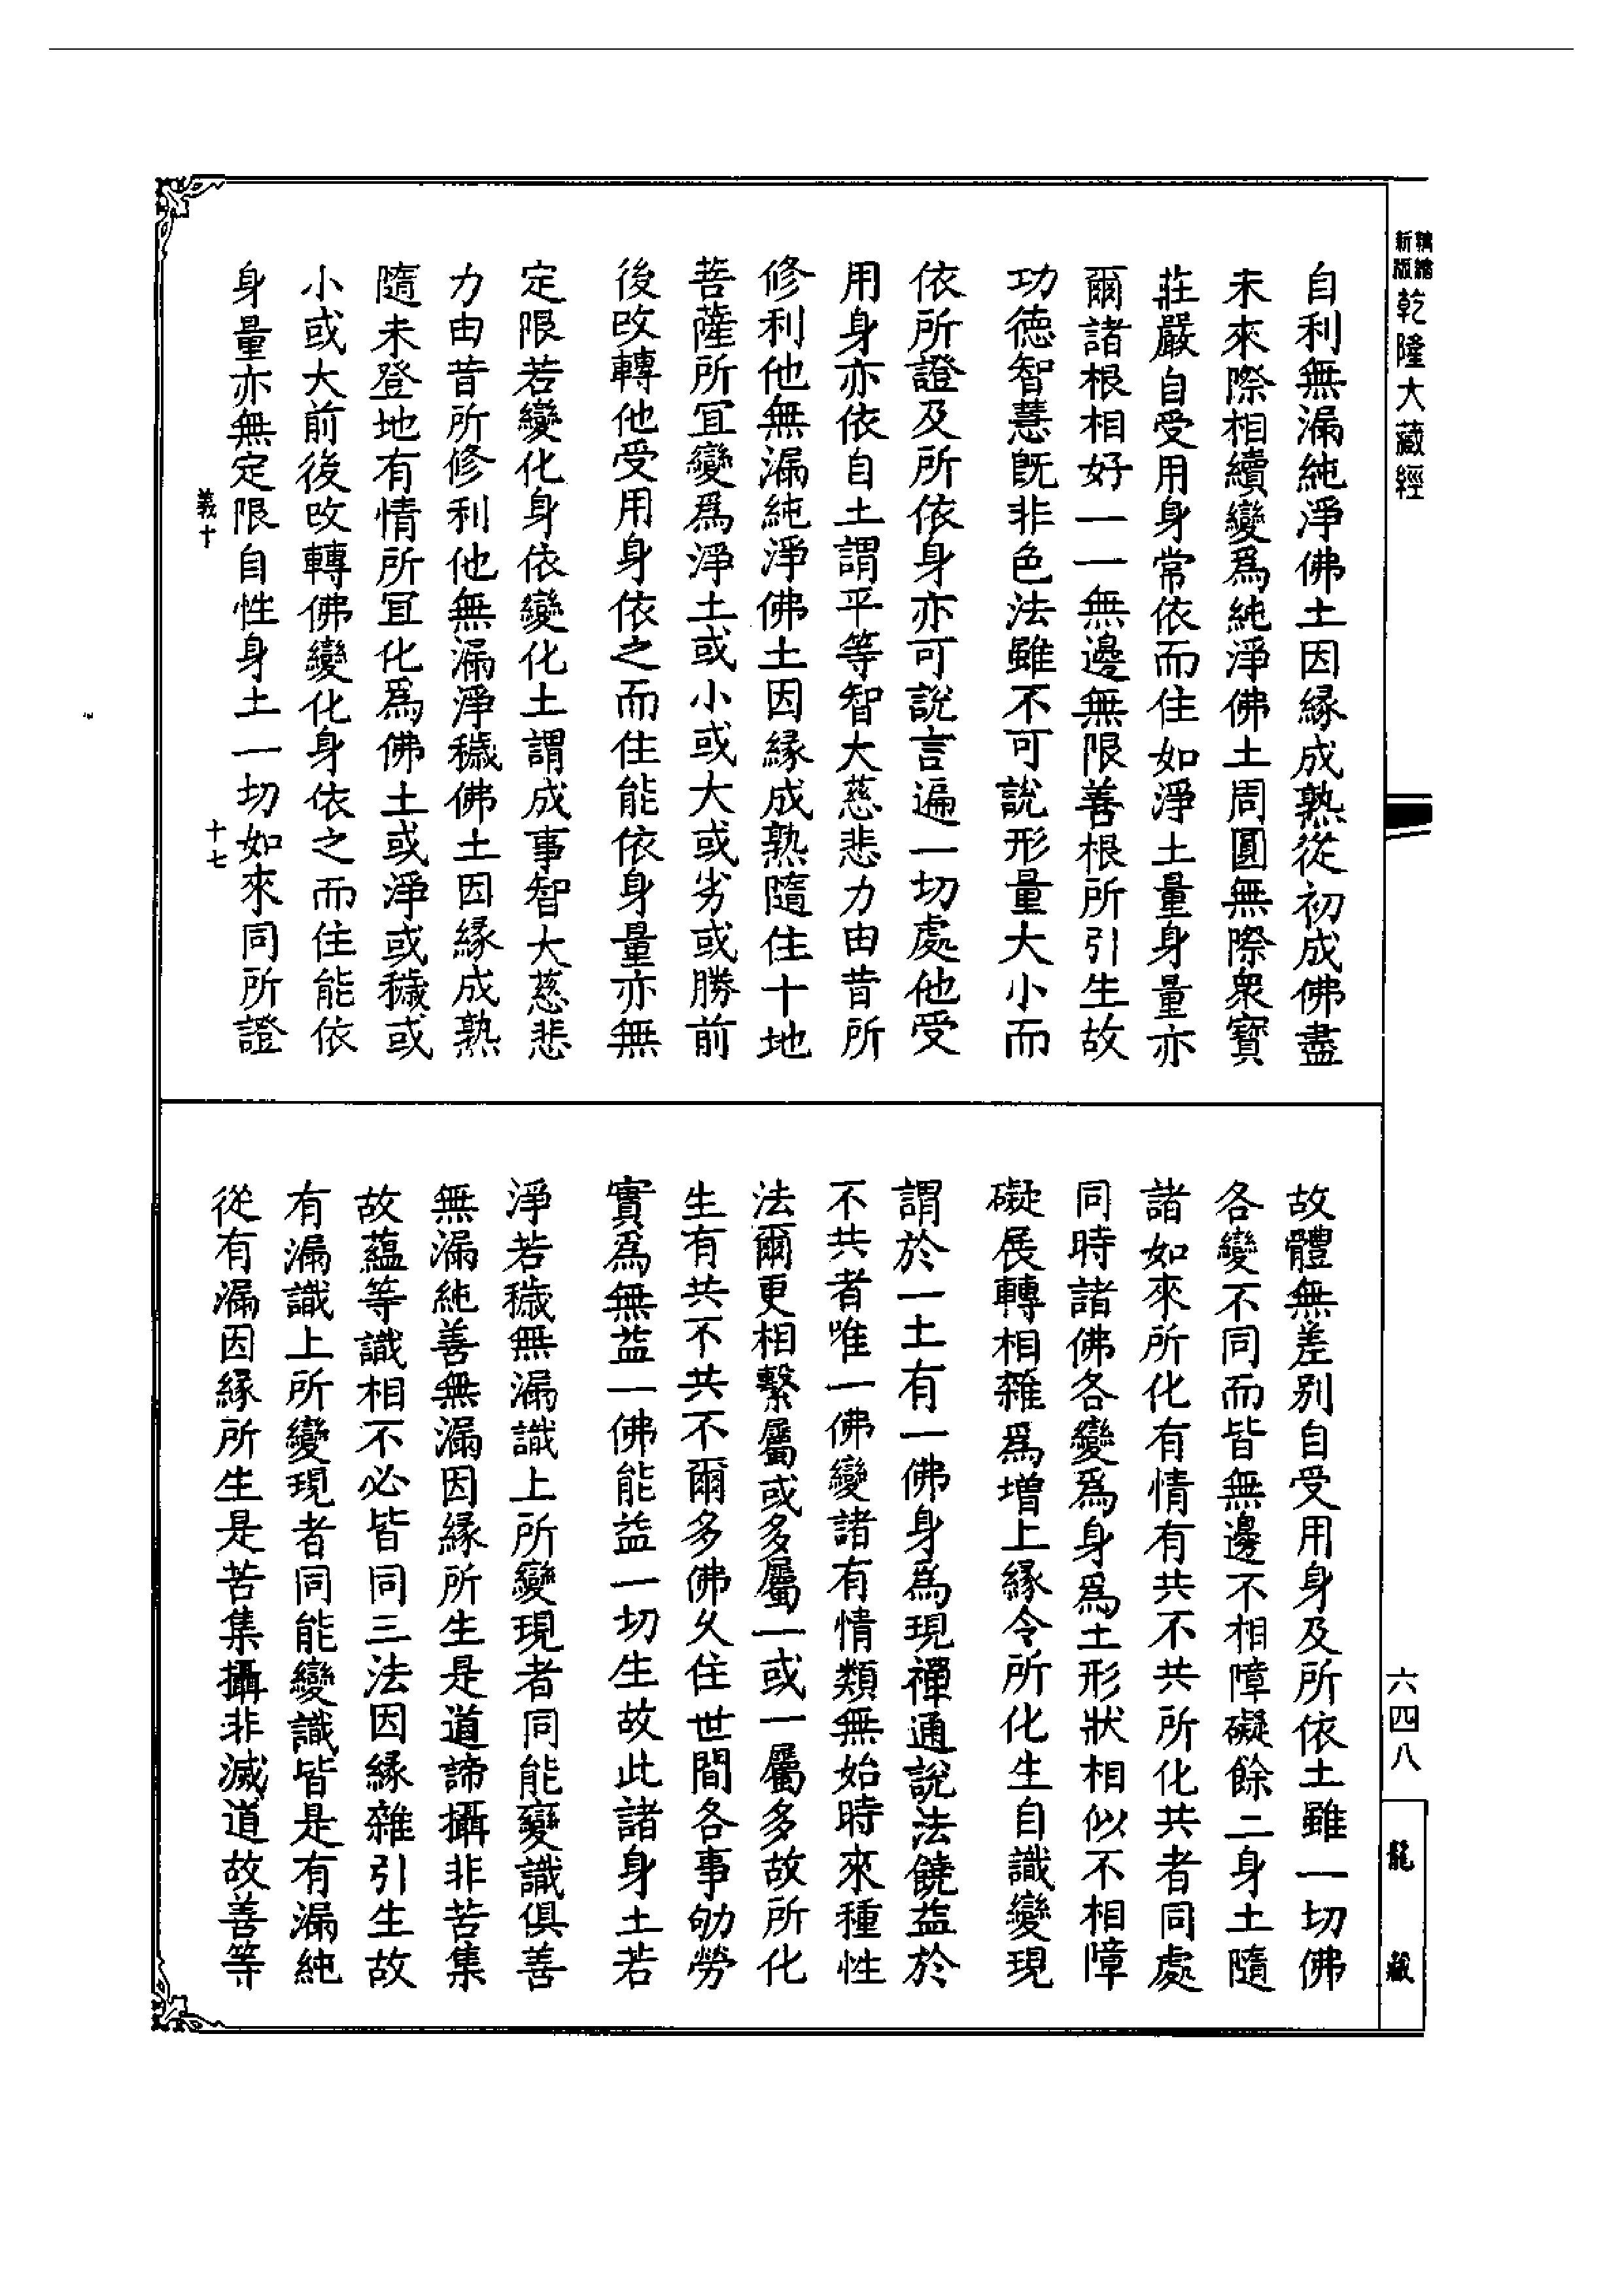 新版精縮乾隆大藏經
自利無漏純淨佛土因緣成熟從初成佛盡
未來際相續變爲純淨佛土周圓無際衆寶
莊嚴自受用身常依而住如淨土量身量亦
爾諸根相好一一無邊無限善根所引生故
功德智慧旣非色法雖不可說形量大小而
依所證及所依身亦可說言遍一切處他受
用身亦依自土謂平等智大慈悲力由昔所
修利他無漏純淨佛土因緣成熟隨住十地
菩薩所冝變爲淨土或小或大或劣或勝前
後改轉他受用身依之而住能依身量亦無
定限若變化身依變化土謂成事智大慈悲
力由昔所修利他無漏淨穢佛土因緣成熟
隨未登地有情所冝化爲佛土或淨或穢或
小或大前後改轉佛變化身依之而住能依
身量亦無定限自性身土一切如來同所證
義十 十七
故體無差别自受用身及所依土雖一切佛
各變不同而皆無邊不相障礙餘二身土隨
諸如來所化有情有共不共所化共者同處
同時諸佛各變爲身爲土形狀相似不相障
礙展轉相雜爲增上緣令所化生自識變現
謂於一土有一佛身爲現禪通說法饒益於
不共者唯一佛變諸有情類無始時來種性
法爾更相繫屬或多屬一或一屬多故所化
生有共不共不爾多佛久住世間各事劬勞
實爲無益一佛能益一切生故此諸身土若
淨若穢無漏識上所變現者同能變識俱善
無漏純善無漏因緣所生是道諦攝非苦集
故蘊等識相不必皆同三法因緣雜引生故
有漏識上所變現者同能變識皆是有漏純
從有漏因緣所生是苦集攝非滅道故善等
六四八
龍藏